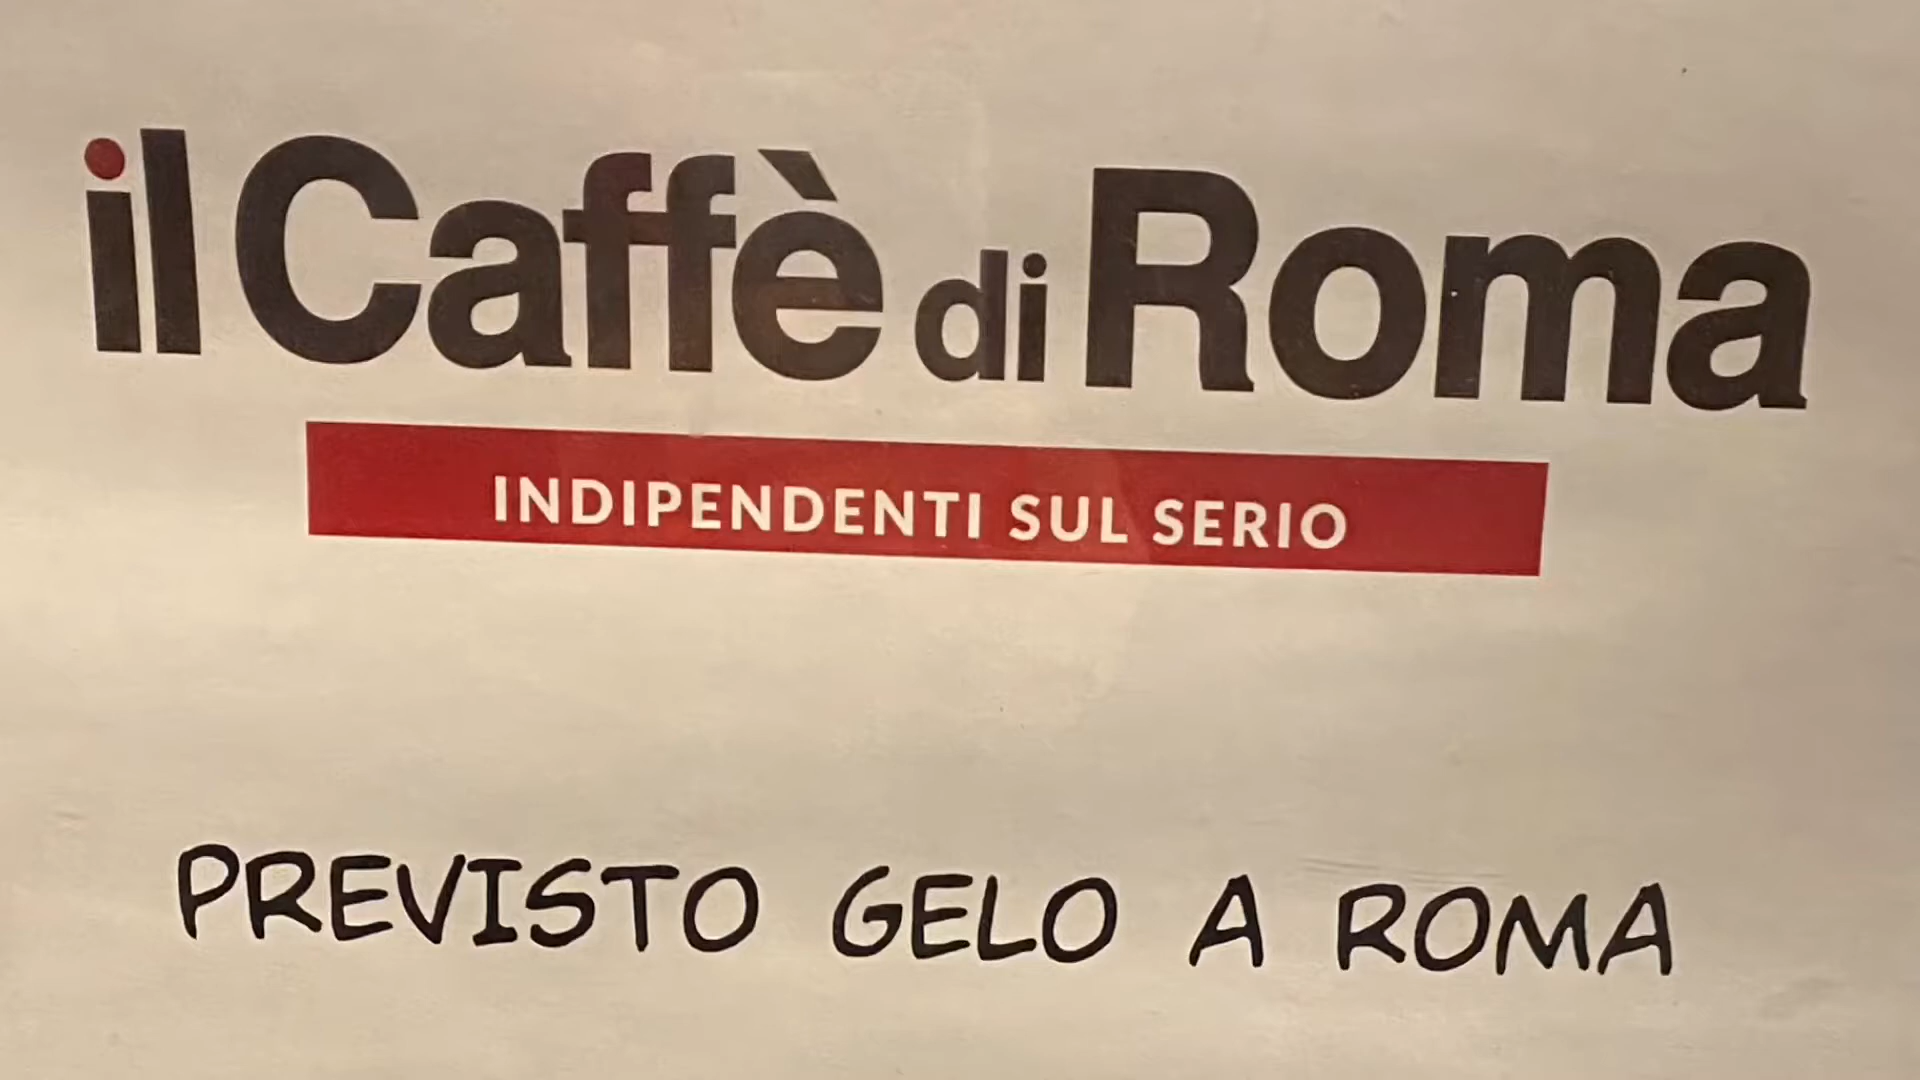 il Caffè di Roma
INDIPENDENTI SUL SERIO
PREVISTO GELO A ROMA